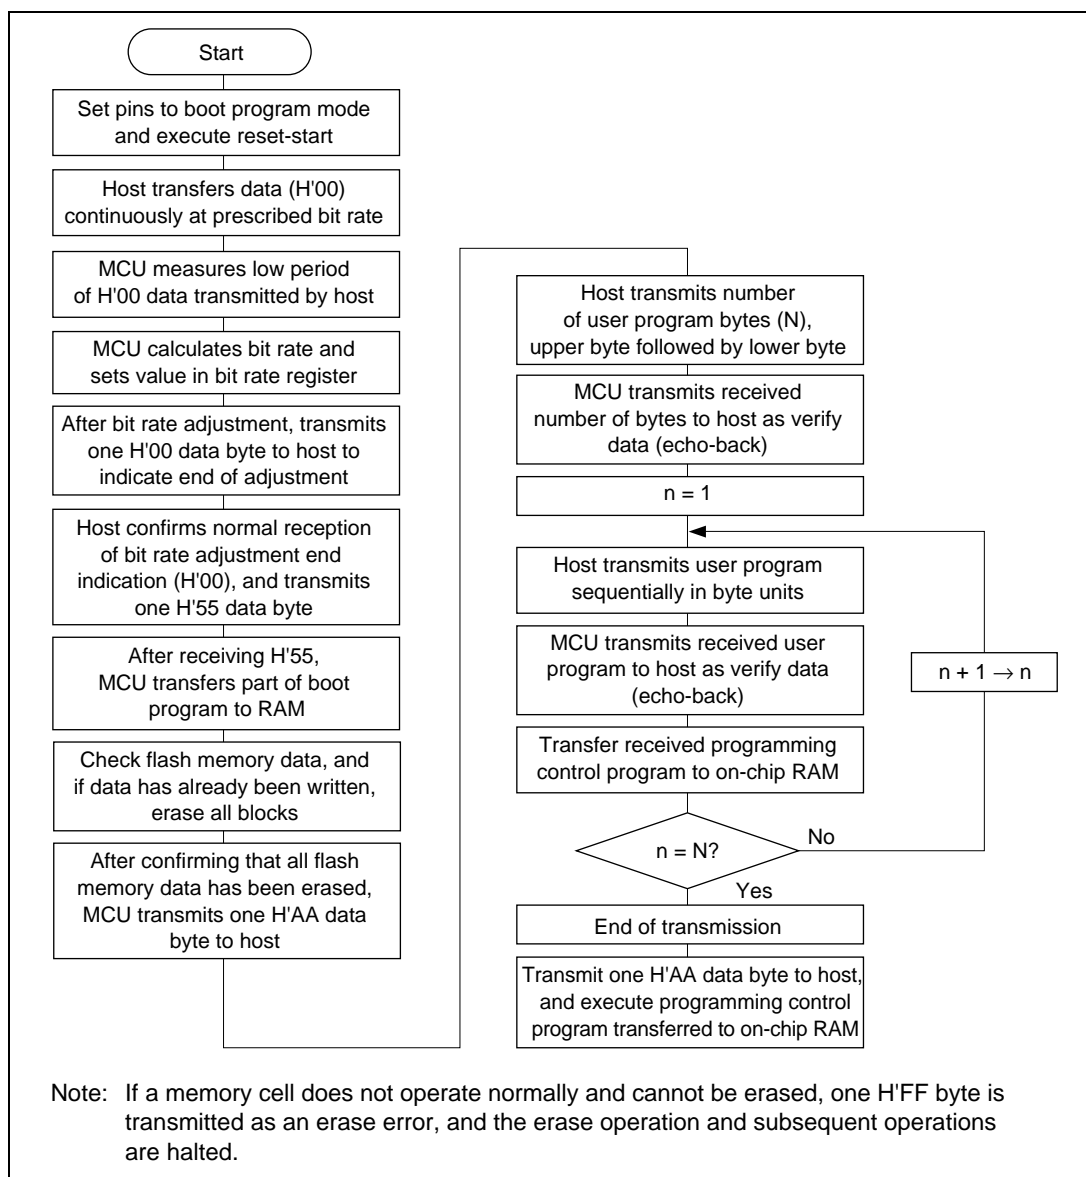 Start
Set pins to boot program mode
and execute reset-start
Host transfers data (H'00)
continuously at prescribed bit rate
MCU measures low period
of H'00 data transmitted by host
MCU calculates bit rate and
sets value in bit rate register
After bit rate adjustment, transmits
one H'00 data byte to host to
indicate end of adjustment
Host confirms normal reception
of bit rate adjustment end
indication (H'00), and transmits
one H'55 data byte
After receiving H'55,
MCU transfers part of boot
program to RAM
Check flash memory data, and
if data has already been written,
erase all blocks
After confirming that all flash
memory data has been erased,
MCU transmits one H'AA data
byte to host
Host transmits number
of user program bytes (N),
upper byte followed by lower byte
MCU transmits received
number of bytes to host as verify
data (echo-back)
n = 1
Host transmits user program
sequentially in byte units
MCU transmits received user
program to host as verify data
(echo-back)
n + 1 → n
Transfer received programming
control program to on-chip RAM
n = N?
No
Yes
End of transmission
Transmit one H'AA data byte to host,
and execute programming control
program transferred to on-chip RAM
Note: If a memory cell does not operate normally and cannot be erased, one H'FF byte is
transmitted as an erase error, and the erase operation and subsequent operations
are halted.